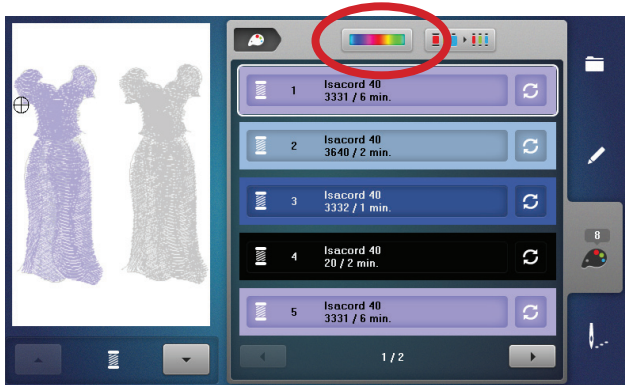 1
Isacord 40
3331 / 6 min.
2
Isacord 40
3640 / 2 min.
3
Isacord 40
3332 / 1 min.
4
Isacord 40
20 / 2 min.
5
Isacord 40
3331 / 6 min.
1 / 2
8